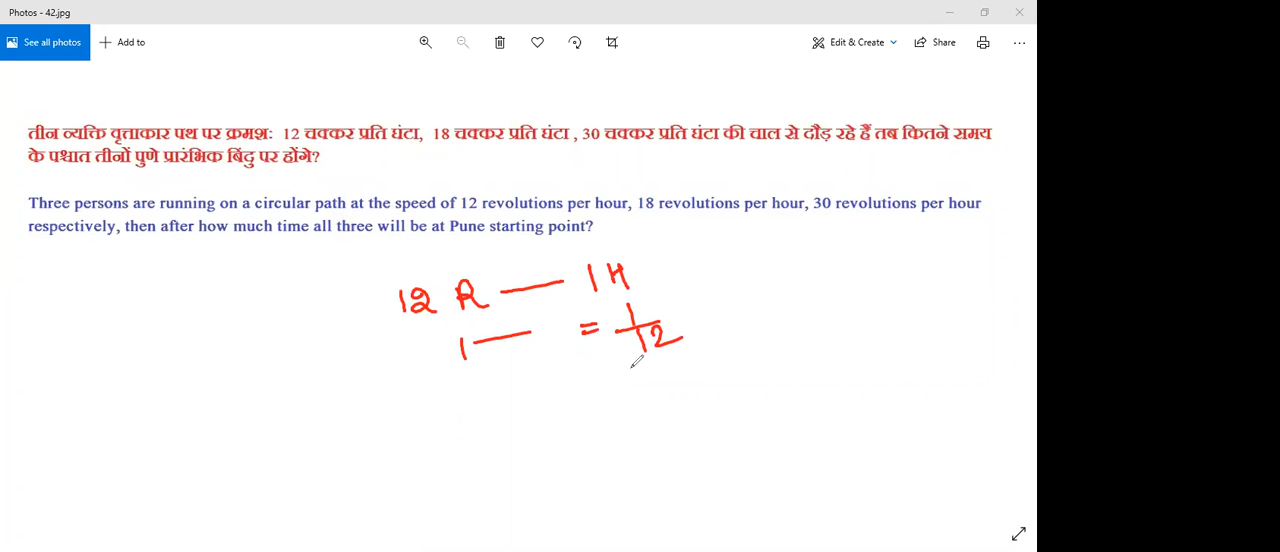 Photos - 42.jpg
See all photos
Add to
Edit & Create
Share
तीन व्यक्ति वृत्ताकार पथ पर क्रमश: 12 चक्कर प्रति घंटा, 18 चक्कर प्रति घंटा , 30 चक्कर प्रति घंटा की चाल से दौड़ रहे हैं तब कितने समय
के पश्चात तीनों पुणे प्रारंभिक बिंदु पर होंगे?
Three persons are running on a circular path at the speed of 12 revolutions per hour, 18 revolutions per hour, 30 revolutions per hour
respectively, then after how much time all three will be at Pune starting point?
12 R — 1H
1 — = 1/12